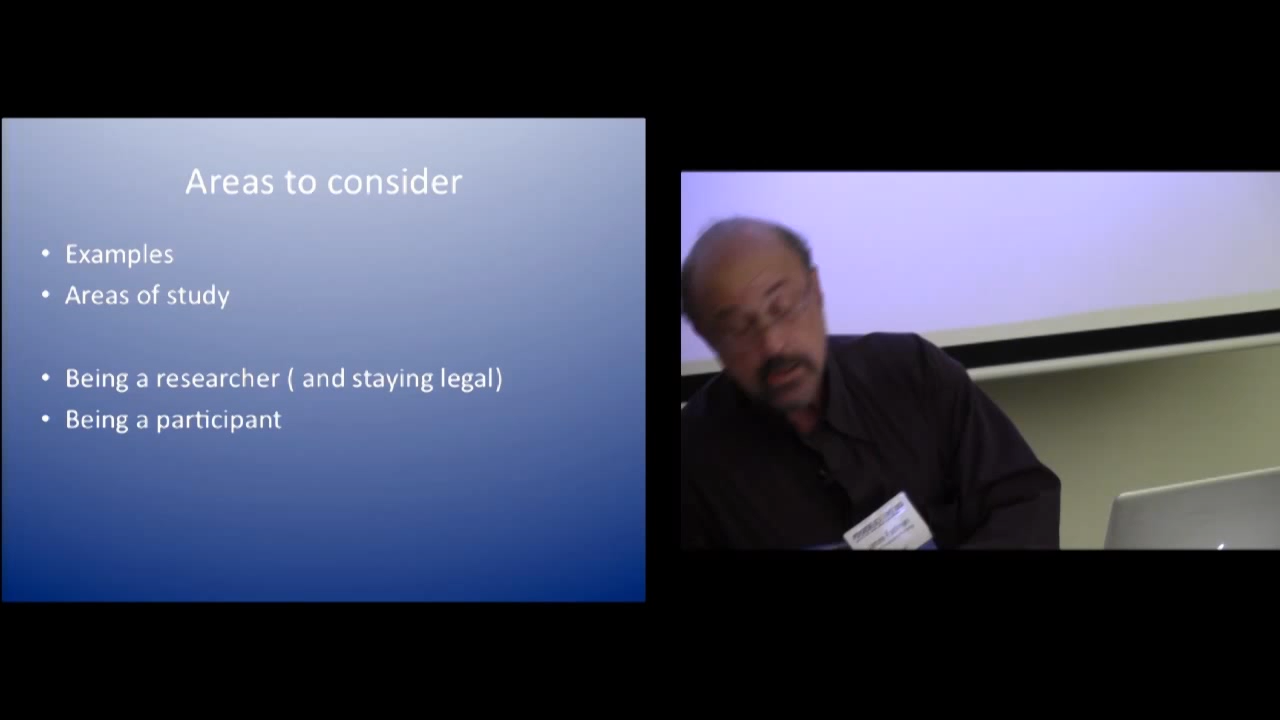 Areas to consider
• Examples
• Areas of study
• Being a researcher ( and staying legal)
• Being a participant